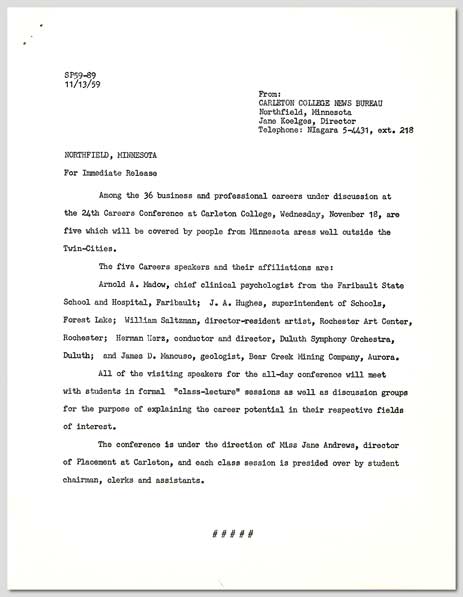 SP59-89
11/13/59
From:
CARLETON COLLEGE NEWS BUREAU
Northfield, Minnesota
Jane Koelges, Director
Telephone: NIagara 5-4431, ext. 218
NORTHFIELD, MINNESOTA
For Immediate Release
Among the 36 business and professional careers under discussion at
the 24th Careers Conference at Carleton College, Wednesday, November 18, are
five which will be covered by people from Minnesota areas well outside the
Twin-Cities.
The five Careers speakers and their affiliations are:
Arnold A. Madow, chief clinical psychologist from the Faribault State
School and Hospital, Faribault; J. A. Hughes, superintendent of Schools,
Forest Lake; William Saltzman, director-resident artist, Rochester Art Center,
Rochester; Herman Herz, conductor and director, Duluth Symphony Orchestra,
Duluth; and James D. Mancuso, geologist, Bear Creek Mining Company, Aurora.
All of the visiting speakers for the all-day conference will meet
with students in formal "class-lecture" sessions as well as discussion groups
for the purpose of explaining the career potential in their respective fields
of interest.
The conference is under the direction of Miss Jane Andrews, director
of Placement at Carleton, and each class session is presided over by student
chairman, clerks and assistants.
# # # # #